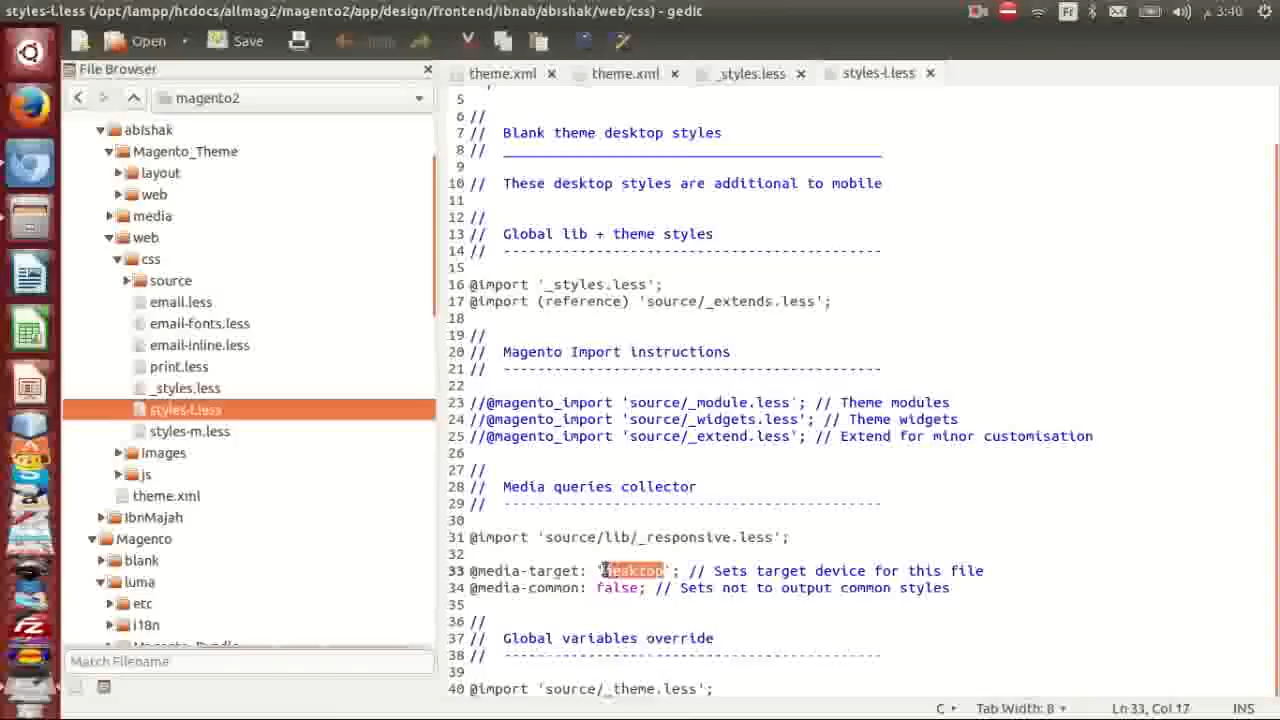 styles-l.less (/opt/lampp/htdocs/allmag2/magento2/app/design/frontend/ibnab/abishak/web/css) - gedit
Fr
3:40
Open
Save
File Browser
magento2
abishak
Magento_Theme
layout
web
media
web
css
source
email.less
email-fonts.less
email-inline.less
print.less
_styles.less
styles-l.less
styles-m.less
images
js
theme.xml
IbnMajah
Magento
blank
luma
etc
i18n
Match Filename
theme.xml
theme.xml
_styles.less
styles-l.less
5
6 //
7 //  Blank theme desktop styles
8 //  _____________________________________________
9
10 //  These desktop styles are additional to mobile
11
12 //
13 //  Global lib + theme styles
14 //  ---------------------------------------------
15
16 @import '_styles.less';
17 @import (reference) 'source/_extends.less';
18
19 //
20 //  Magento Import instructions
21 //  ---------------------------------------------
22
23 //@magento_import 'source/_module.less'; // Theme modules
24 //@magento_import 'source/_widgets.less'; // Theme widgets
25 //@magento_import 'source/_extend.less'; // Extend for minor customisation
26
27 //
28 //  Media queries collector
29 //  ---------------------------------------------
30
31 @import 'source/lib/_responsive.less';
32
33 @media-target: 'desktop'; // Sets target device for this file
34 @media-common: false; // Sets not to output common styles
35
36 //
37 //  Global variables override
38 //  ---------------------------------------------
39
40 @import 'source/_theme.less';
C
Tab Width: 8
Ln 33, Col 17
INS